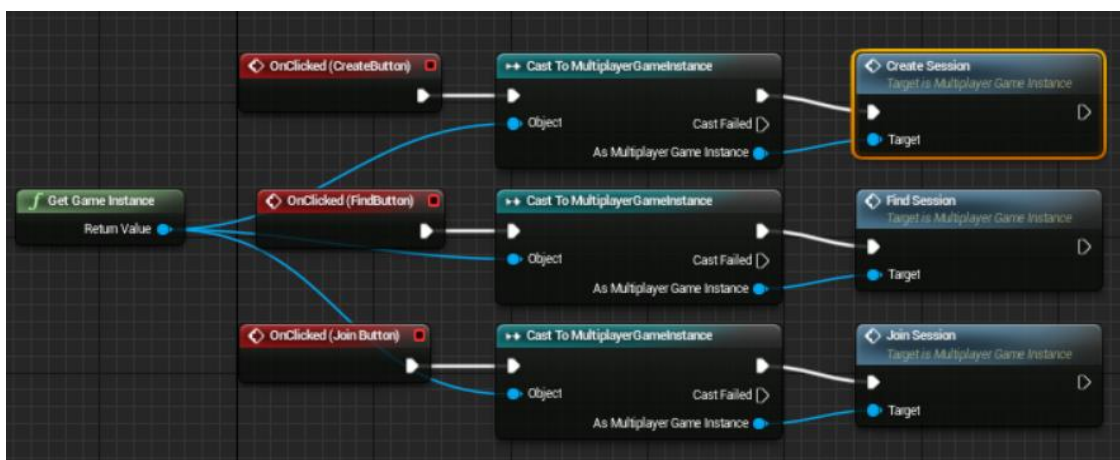 OnClicked (CreateButton)
Cast To MultiplayerGameInstance
Object
Cast Failed
As Multiplayer Game Instance
Create Session
Target is Multiplayer Game Instance
Target
Get Game Instance
Return Value
OnClicked (FindButton)
Cast To MultiplayerGameInstance
Object
Cast Failed
As Multiplayer Game Instance
Find Session
Target is Multiplayer Game Instance
Target
OnClicked (Join Button)
Cast To MultiplayerGameInstance
Object
Cast Failed
As Multiplayer Game Instance
Join Session
Target is Multiplayer Game Instance
Target